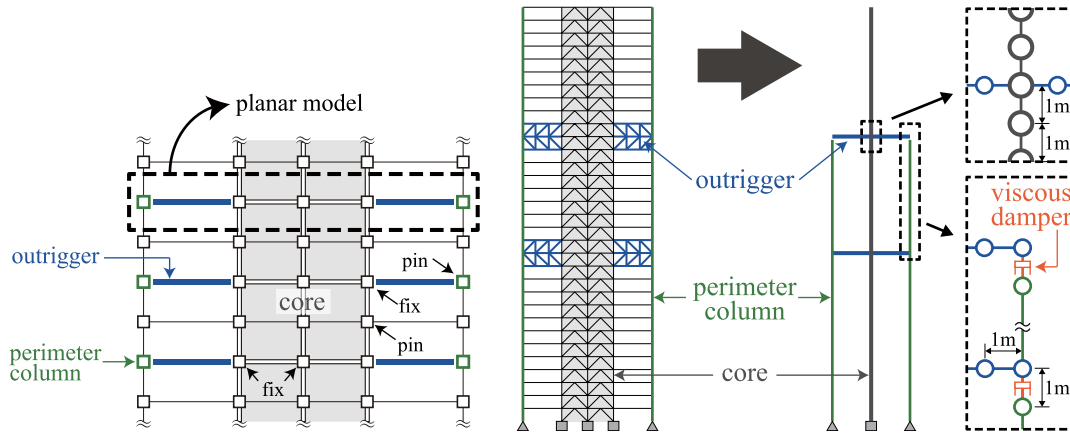 planar model
outrigger
pin
core
fix
pin
perimeter
column
fix
outrigger
perimeter
column
core
1m
1m
viscous
damper
1m
1m